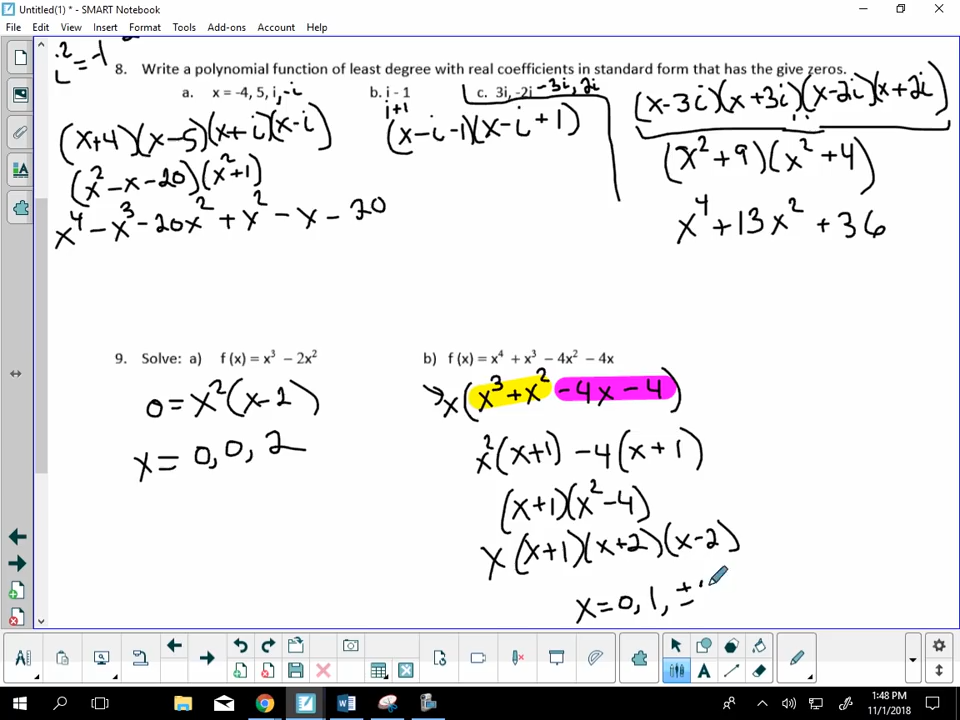 Untitled(1) * - SMART Notebook
File Edit View Insert Format Tools Add-ons Account Help
i² = -1
8. Write a polynomial function of least degree with real coefficients in standard form that has the give zeros.
a. x = -4, 5, i, -i
b. i - 1
i+1
c. 3i, -2i -3i, 2i
(x+4)(x-5)(x+i)(x-i)
(x²-x-20)(x²+1)
x⁴-x³-20x²+x²-x-20
(x-i-1)(x-i+1)
(x-3i)(x+3i)(x-2i)(x+2i)
(x²+9)(x²+4)
x⁴+13x²+36
9. Solve: a) f (x) = x³ − 2x²
0=x²(x-2)
x= 0,0, 2
b) f (x) = x⁴ + x³ − 4x² − 4x
x(x³+x²-4x-4)
x²(x+1) -4(x+1)
(x+1)(x²-4)
x(x+1)(x+2)(x-2)
x=0,1,±
1:48 PM
11/1/2018